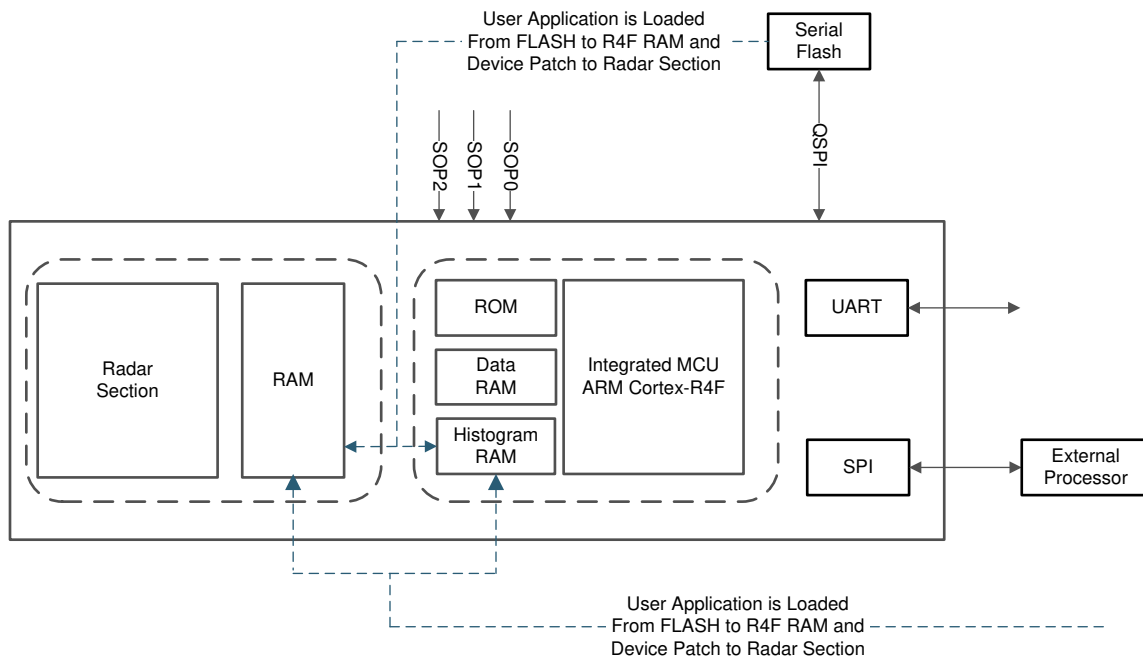 User Application is Loaded
From FLASH to R4F RAM and
Device Patch to Radar Section
Serial
Flash
SOP2
SOP1
SOP0
QSPI
Radar
Section
RAM
ROM
Data
RAM
Histogram
RAM
Integrated MCU
ARM Cortex-R4F
UART
SPI
External
Processor
User Application is Loaded
From FLASH to R4F RAM and
Device Patch to Radar Section